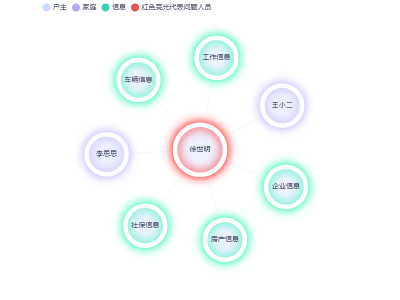 户主 家庭 信息 红色亮光代表问题人员
工作信息
车辆信息
王小二
徐世明
李思思
企业信息
社保信息
房产信息